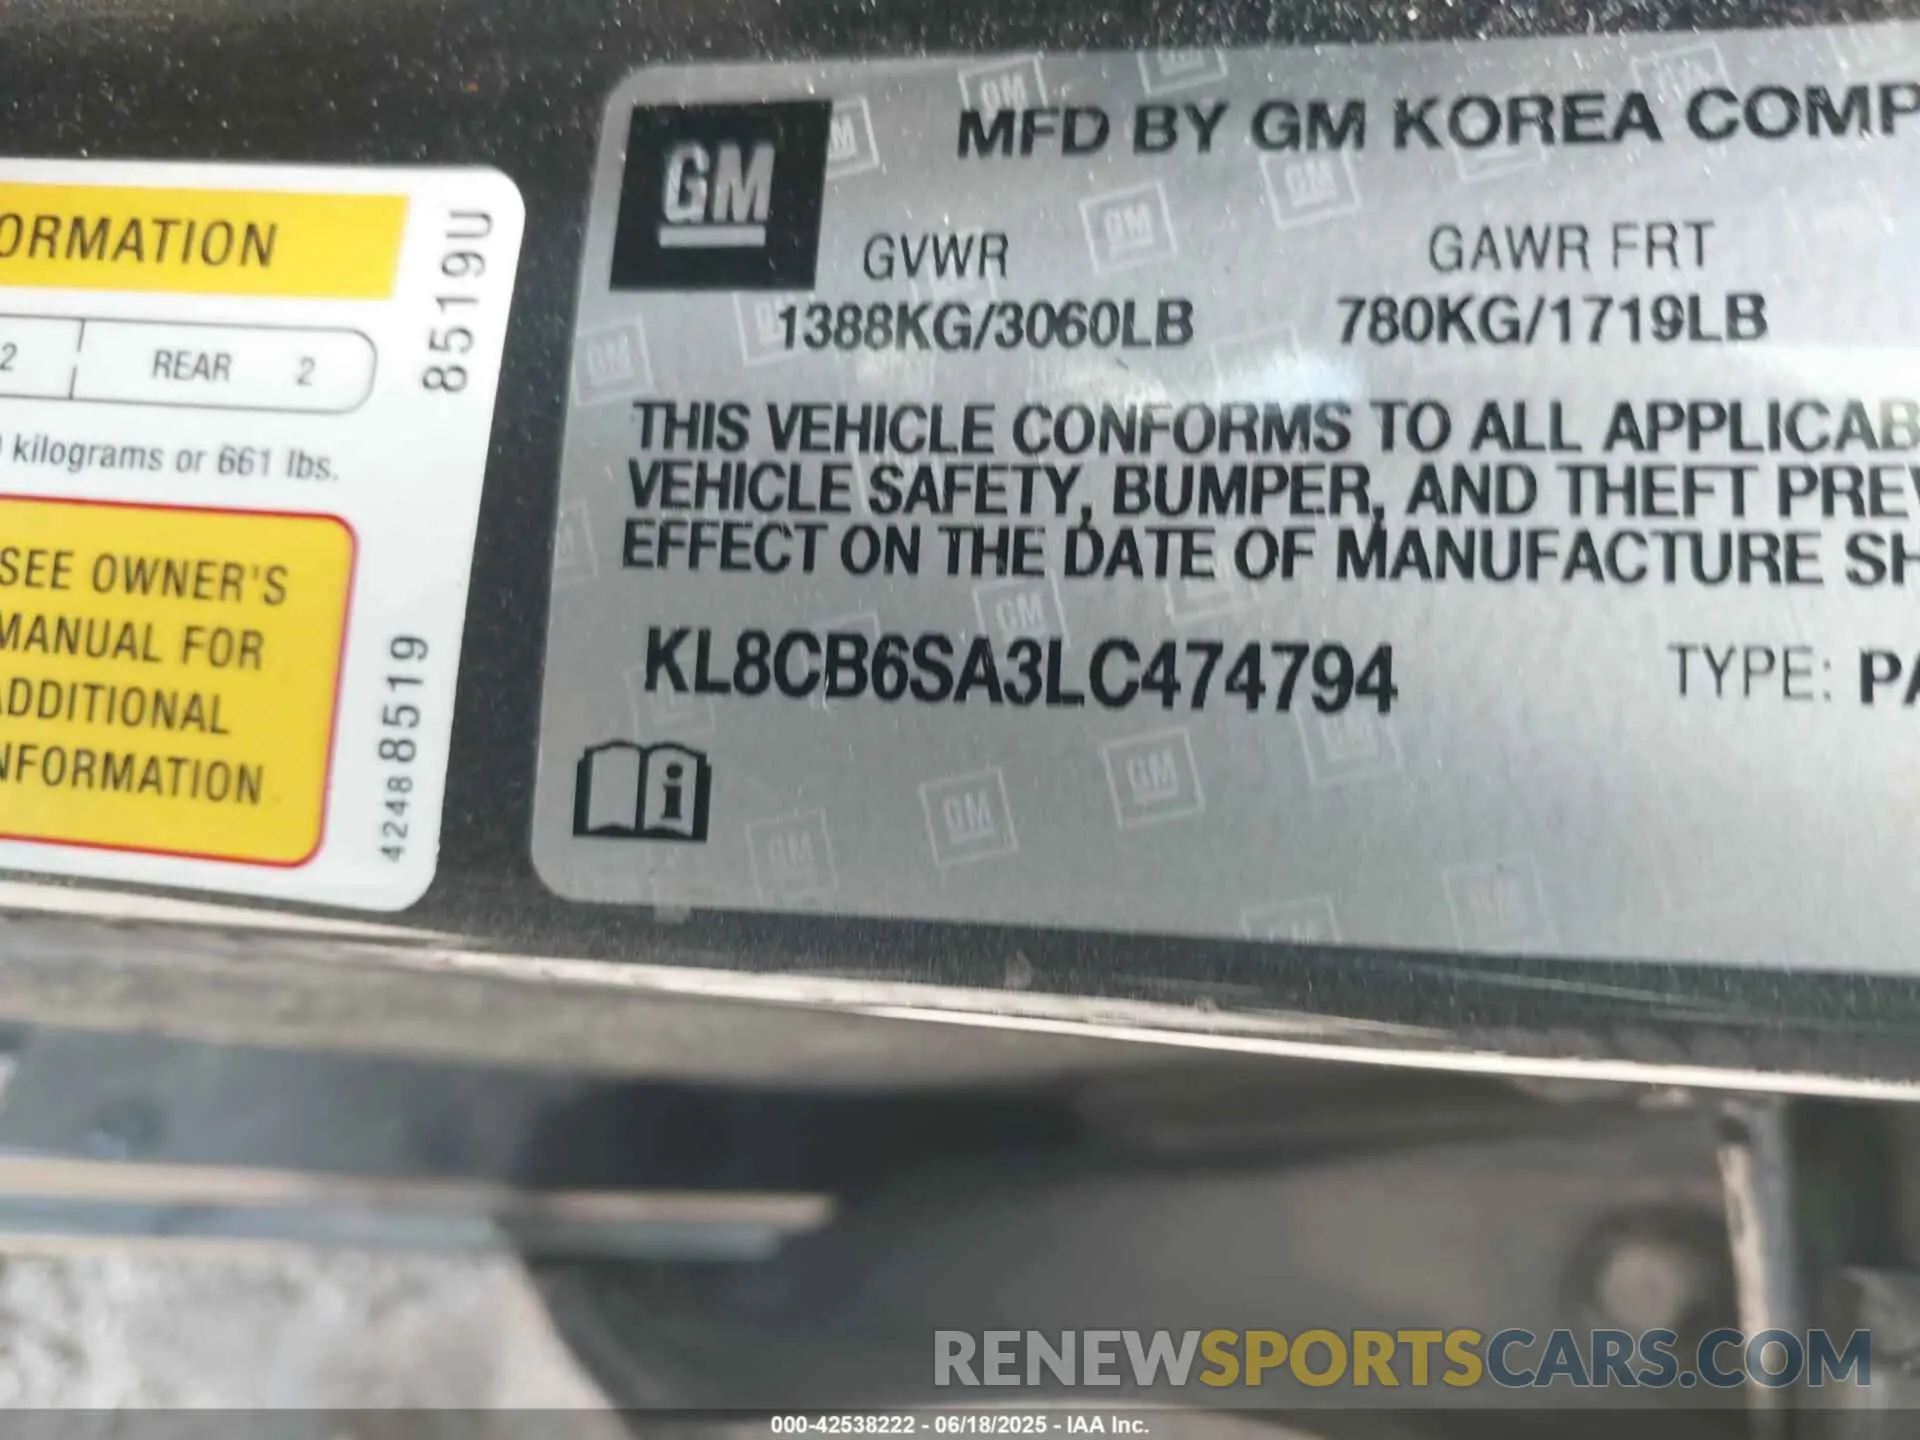 ORMATION
2 REAR 2
kilograms or 661 lbs.
SEE OWNER'S
MANUAL FOR
ADDITIONAL
NFORMATION
8519U
42488519
GM
MFD BY GM KOREA COMP
GVWR GAWR FRT
1388KG/3060LB 780KG/1719LB
THIS VEHICLE CONFORMS TO ALL APPLICAB
VEHICLE SAFETY, BUMPER, AND THEFT PREV
EFFECT ON THE DATE OF MANUFACTURE SH
KL8CB6SA3LC474794 TYPE: PA
i
RENEWSPORTSCARS.COM
000-42538222 - 06/18/2025 - IAA Inc.